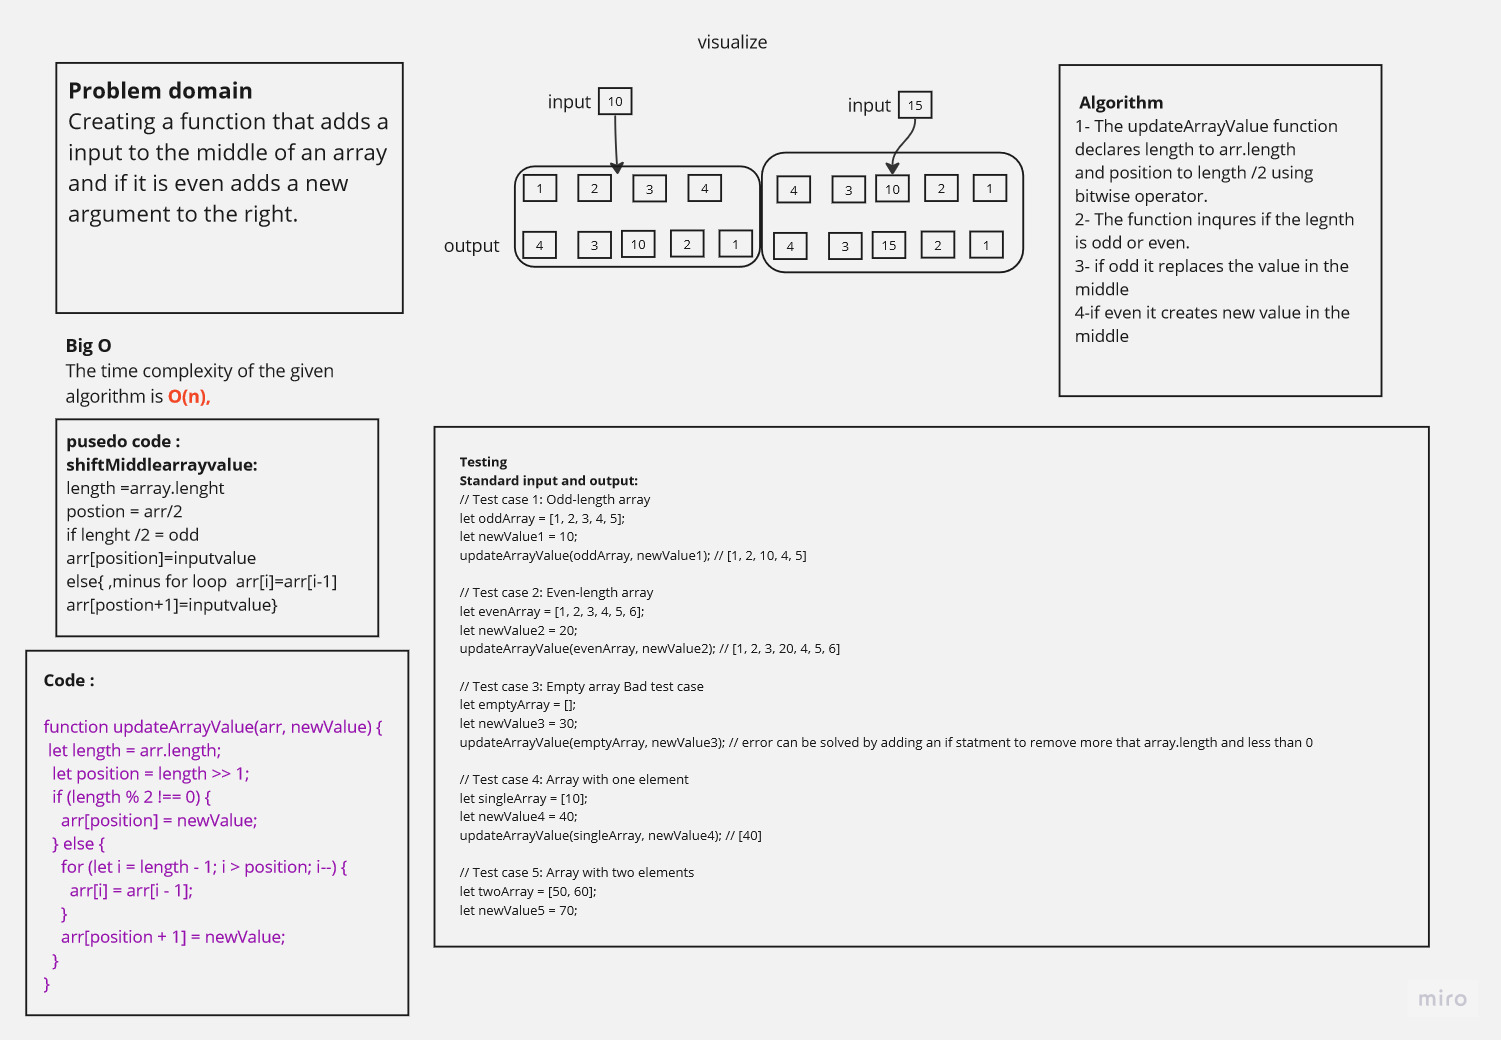 visualize
Problem domain
Creating a function that adds a
input to the middle of an array
and if it is even adds a new
argument to the right.
input 10
input 15
1 2 3 4
4 3 10 2 1
output 4 3 10 2 1
4 3 15 2 1
Algorithm
1- The updateArrayValue function
declares length to arr.length
and position to length /2 using
bitwise operator.
2- The function inqures if the legnth
is odd or even.
3- if odd it replaces the value in the
middle
4-if even it creates new value in the
middle
Big O
The time complexity of the given
algorithm is O(n),
pusedo code :
shiftMiddlearrayvalue:
length =array.lenght
postion = arr/2
if lenght /2 = odd
arr[position]=inputvalue
else{ ,minus for loop  arr[i]=arr[i-1]
arr[postion+1]=inputvalue}
Code :
function updateArrayValue(arr, newValue) {
let length = arr.length;
let position = length >> 1;
if (length % 2 !== 0) {
arr[position] = newValue;
} else {
for (let i = length - 1; i > position; i--) {
arr[i] = arr[i - 1];
}
arr[position + 1] = newValue;
}
}
Testing
Standard input and output:
// Test case 1: Odd-length array
let oddArray = [1, 2, 3, 4, 5];
let newValue1 = 10;
updateArrayValue(oddArray, newValue1); // [1, 2, 10, 4, 5]
// Test case 2: Even-length array
let evenArray = [1, 2, 3, 4, 5, 6];
let newValue2 = 20;
updateArrayValue(evenArray, newValue2); // [1, 2, 3, 20, 4, 5, 6]
// Test case 3: Empty array Bad test case
let emptyArray = [];
let newValue3 = 30;
updateArrayValue(emptyArray, newValue3); // error can be solved by adding an if statment to remove more that array.length and less than 0
// Test case 4: Array with one element
let singleArray = [10];
let newValue4 = 40;
updateArrayValue(singleArray, newValue4); // [40]
// Test case 5: Array with two elements
let twoArray = [50, 60];
let newValue5 = 70;
miro